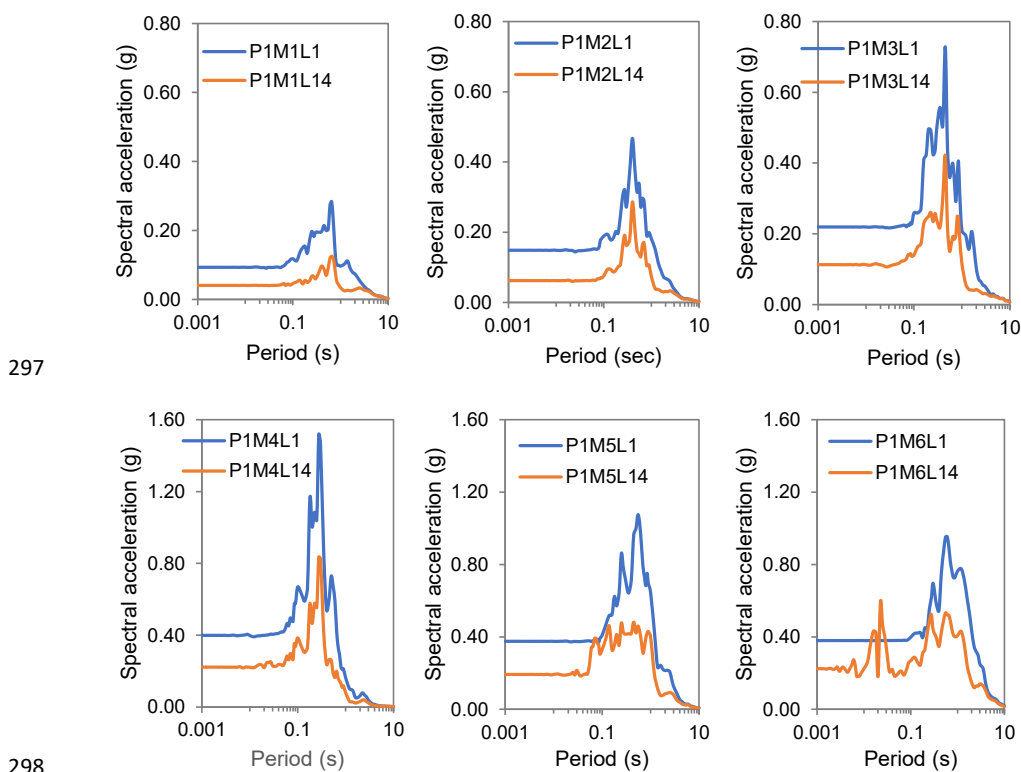 0.80
0.60
0.40
0.20
0.00
Spectral acceleration (g)
P1M1L1
P1M1L14
0.001
0.1
10
Period (s)
0.80
0.60
0.40
0.20
0.00
Spectral acceleration (g)
P1M2L1
P1M2L14
0.001
0.1
10
Period (sec)
0.80
0.60
0.40
0.20
0.00
Spectral acceleration (g)
P1M3L1
P1M3L14
0.001
0.1
10
Period (s)
297
1.60
1.20
0.80
0.40
0.00
Spectral acceleration (g)
P1M4L1
P1M4L14
0.001
0.1
10
Period (s)
1.60
1.20
0.80
0.40
0.00
Spectral acceleration (g)
P1M5L1
P1M5L14
0.001
0.1
10
Period (s)
1.60
1.20
0.80
0.40
0.00
Spectral acceleration (g)
P1M6L1
P1M6L14
0.001
0.1
10
Period (s)
298